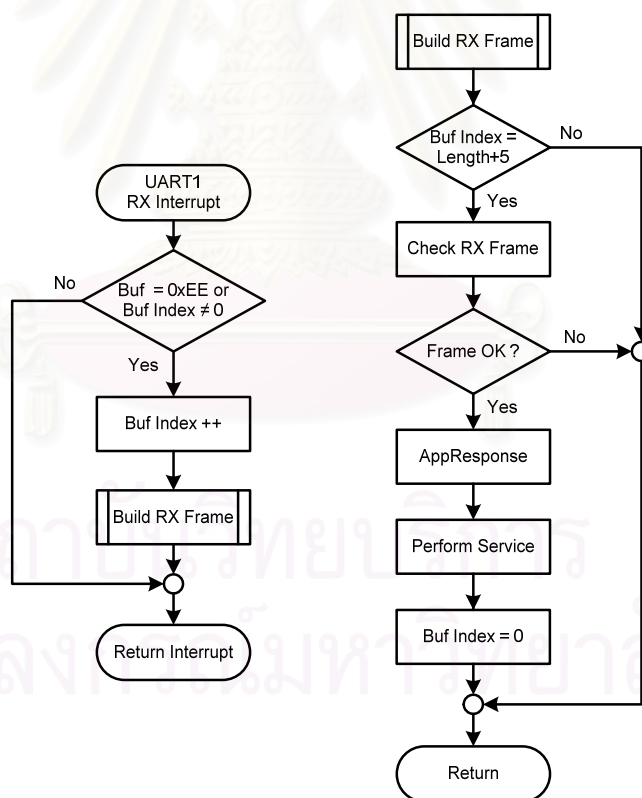 UART1
RX Interrupt
No
Buf = 0xEE or
Buf Index ≠ 0
Yes
Buf Index ++
Build RX Frame
Return Interrupt
Build RX Frame
Buf Index =
Length+5
No
Yes
Check RX Frame
Frame OK ?
No
Yes
AppResponse
Perform Service
Buf Index = 0
Return